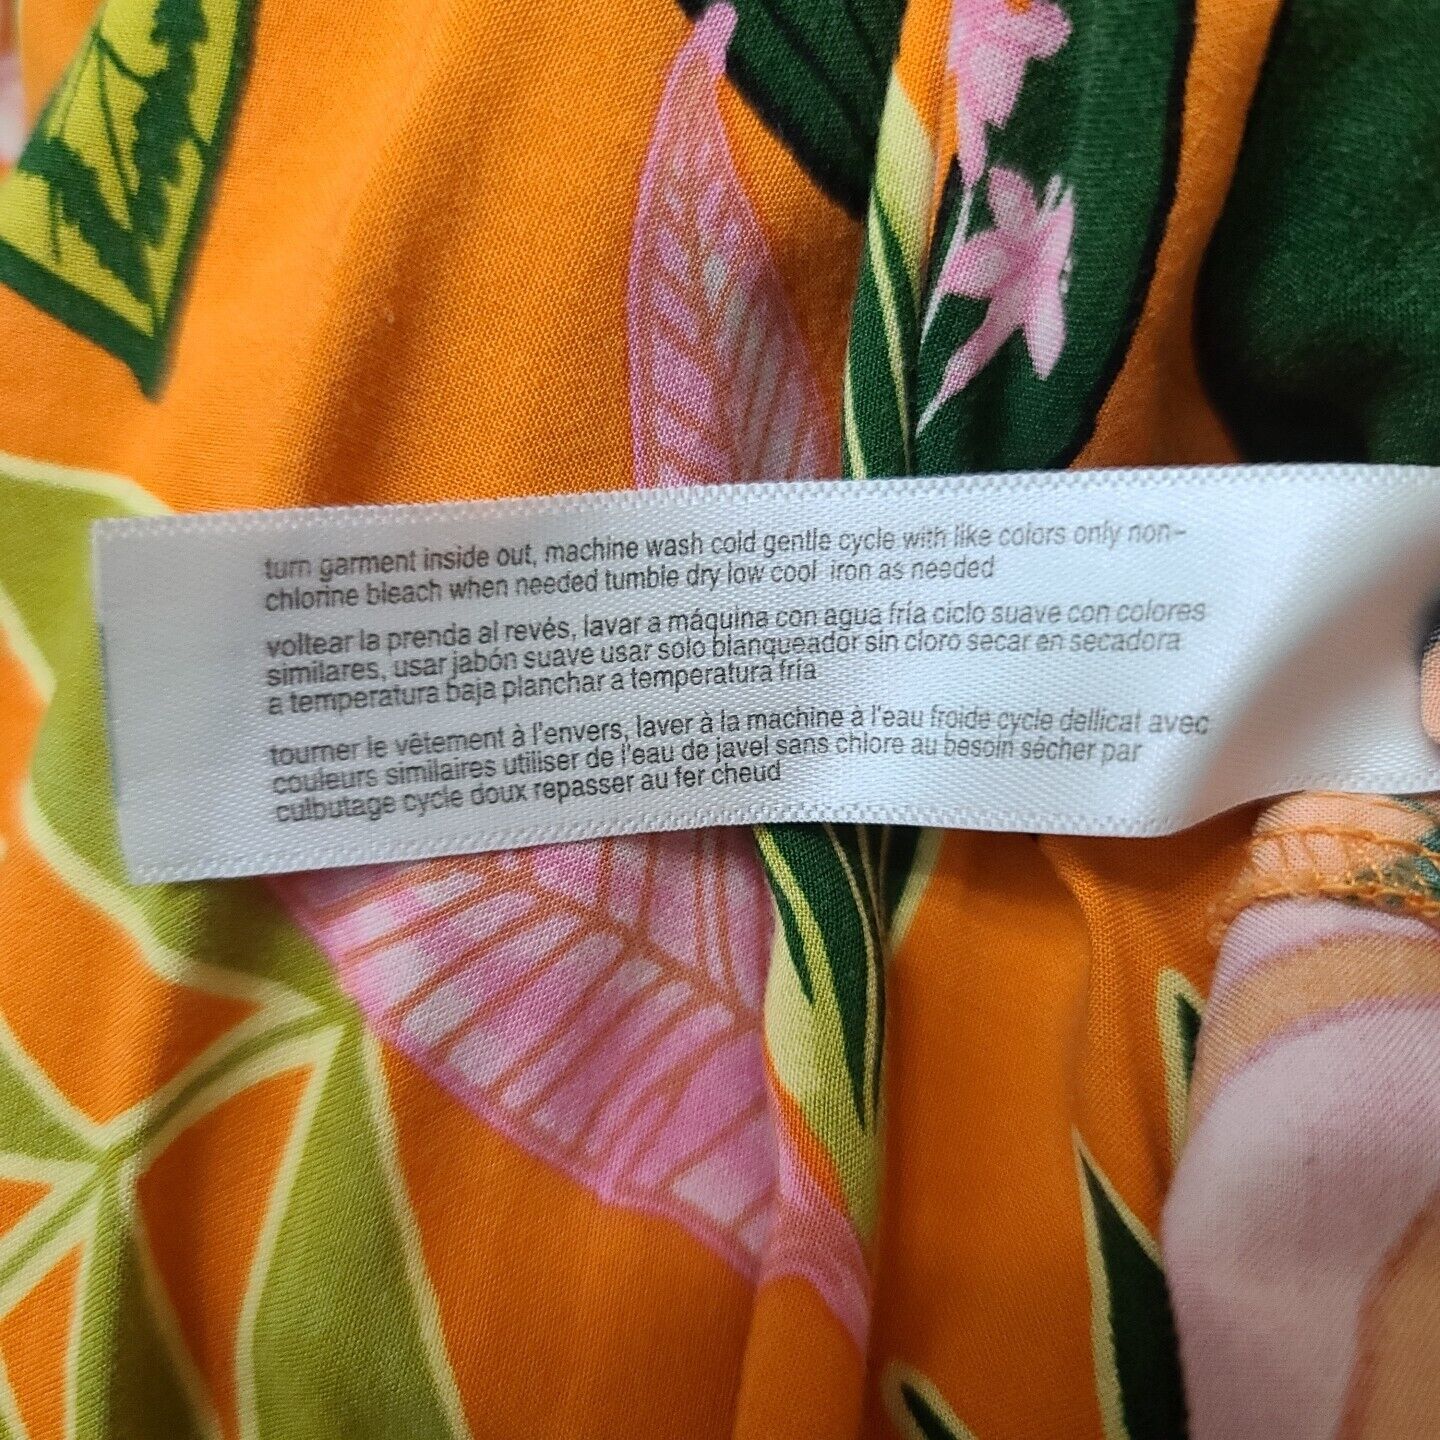 turn garment inside out, machine wash cold gentle cycle with like colors only non-
chlorine bleach when needed tumble dry low cool iron as needed
voltear la prenda al revés, lavar a máquina con agua fría ciclo suave con colores
similares, usar jabón suave usar solo blanqueador sin cloro secar en secadora
a temperatura baja planchar a temperatura fría
tourner le vêtement à l'envers, laver à la machine à l'eau froide cycle dellicat avec
couleurs similaires utiliser de l'eau de javel sans chlore au besoin sécher par
culbutage cycle doux repasser au fer cheud